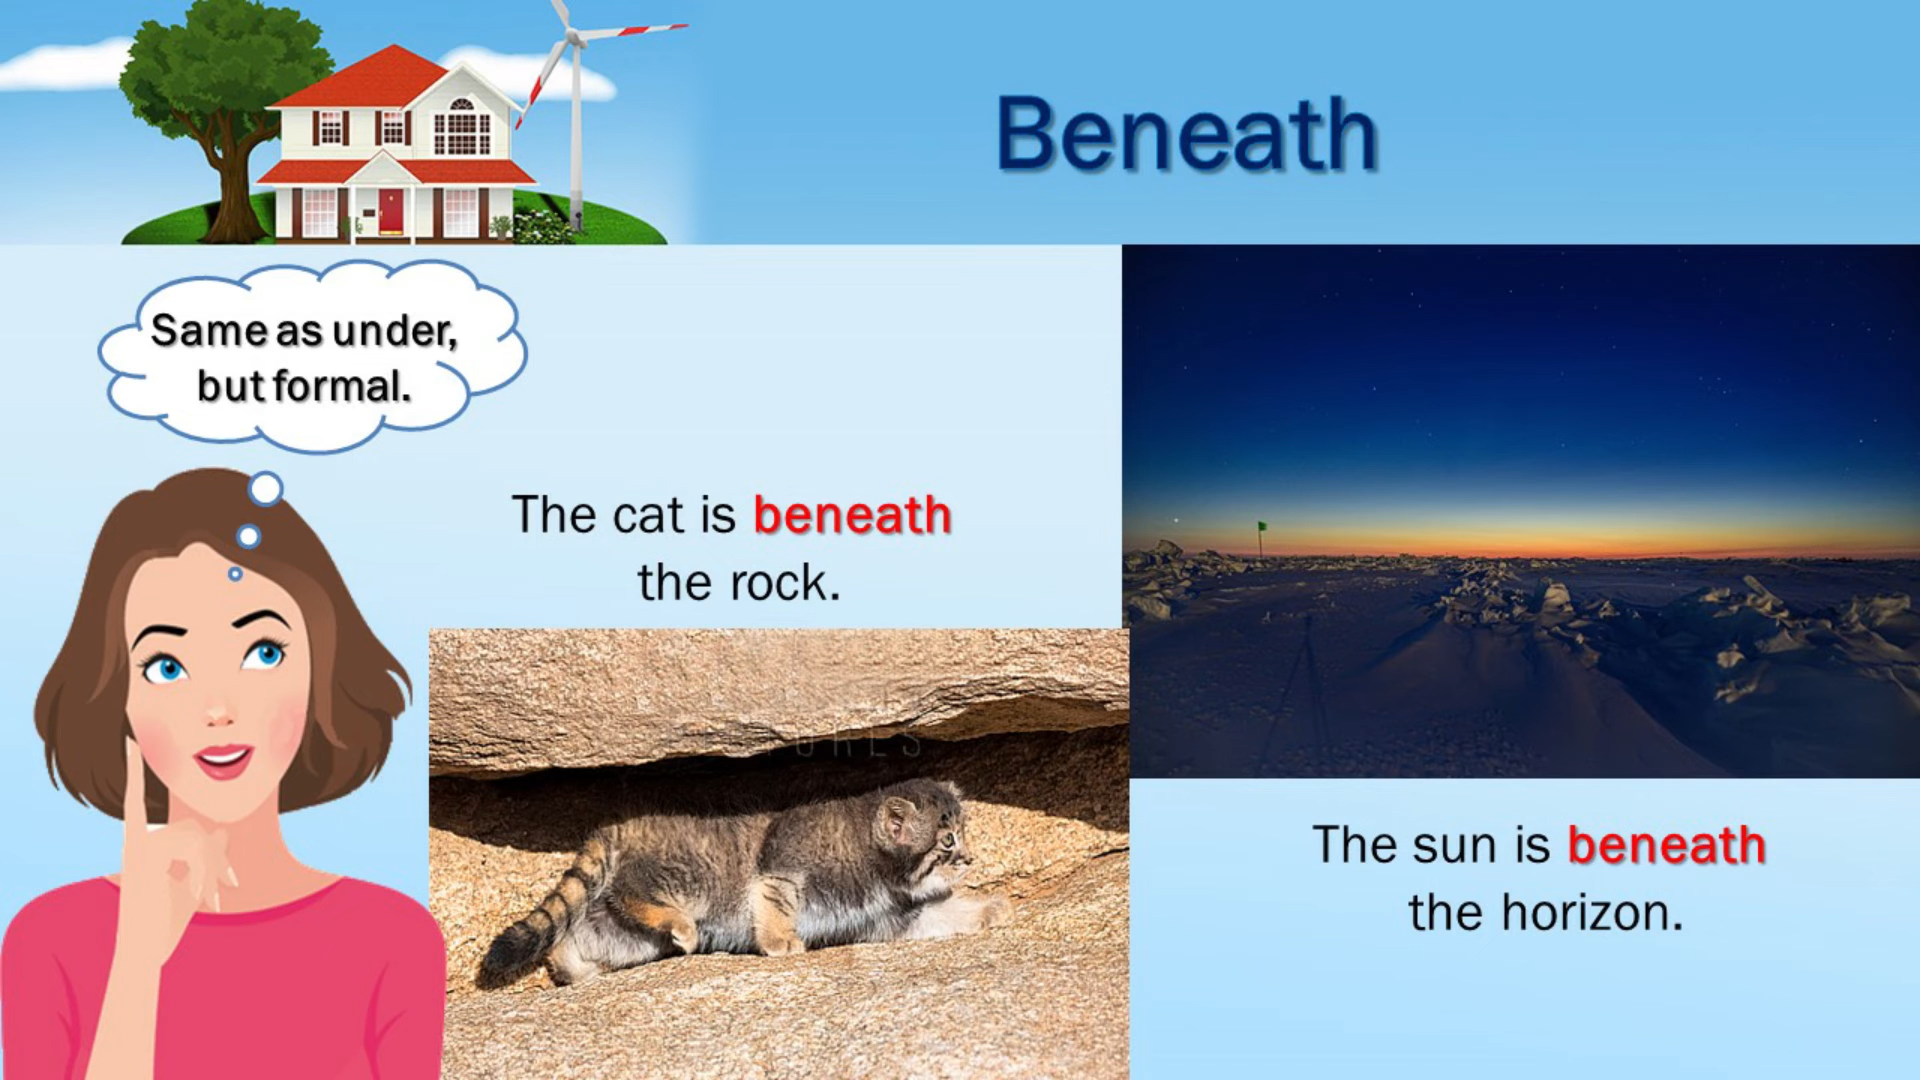 Beneath
Same as under,
but formal.
The cat is beneath
the rock.
The sun is beneath
the horizon.